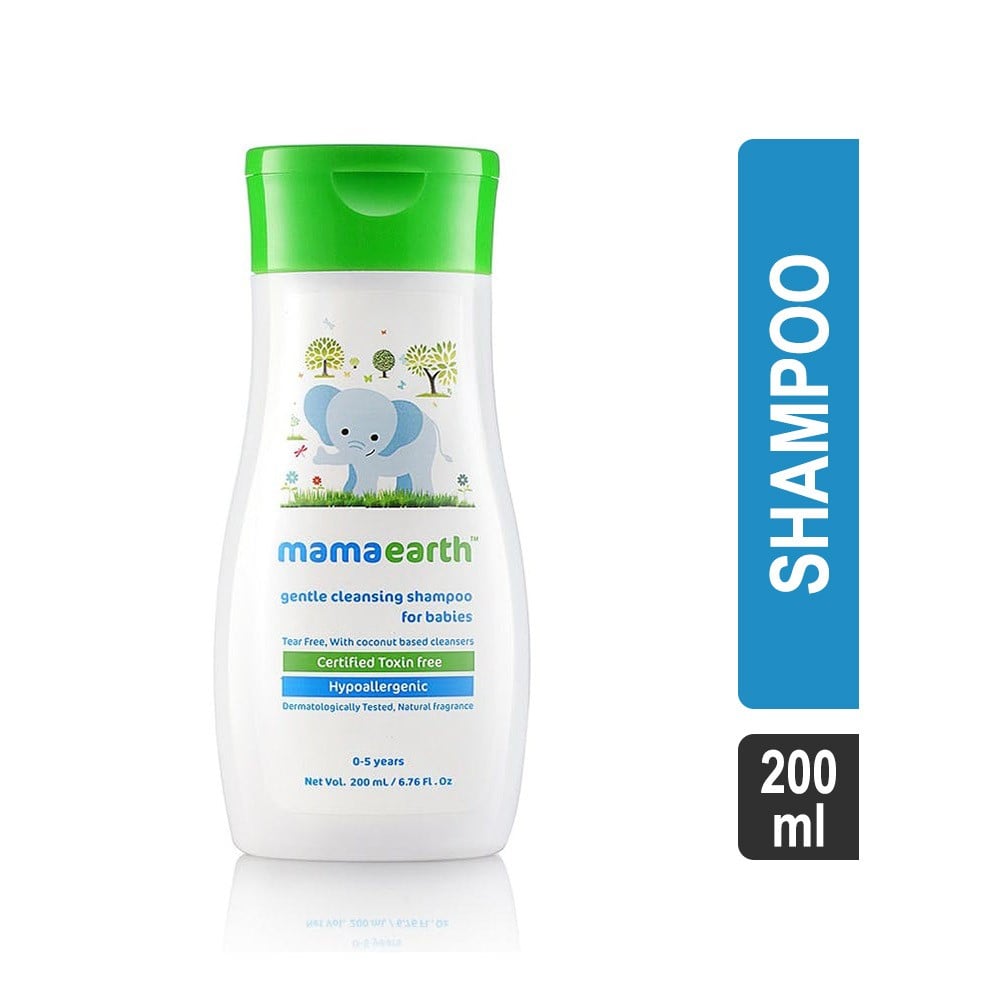 mamaearth™
gentle cleansing shampoo
for babies
Tear Free, With coconut based cleansers
Certified Toxin free
Hypoallergenic
Dermatologically Tested, Natural fragrance
0-5 years
Net Vol. 200 mL / 6.76 Fl. Oz
SHAMPOO
200
ml